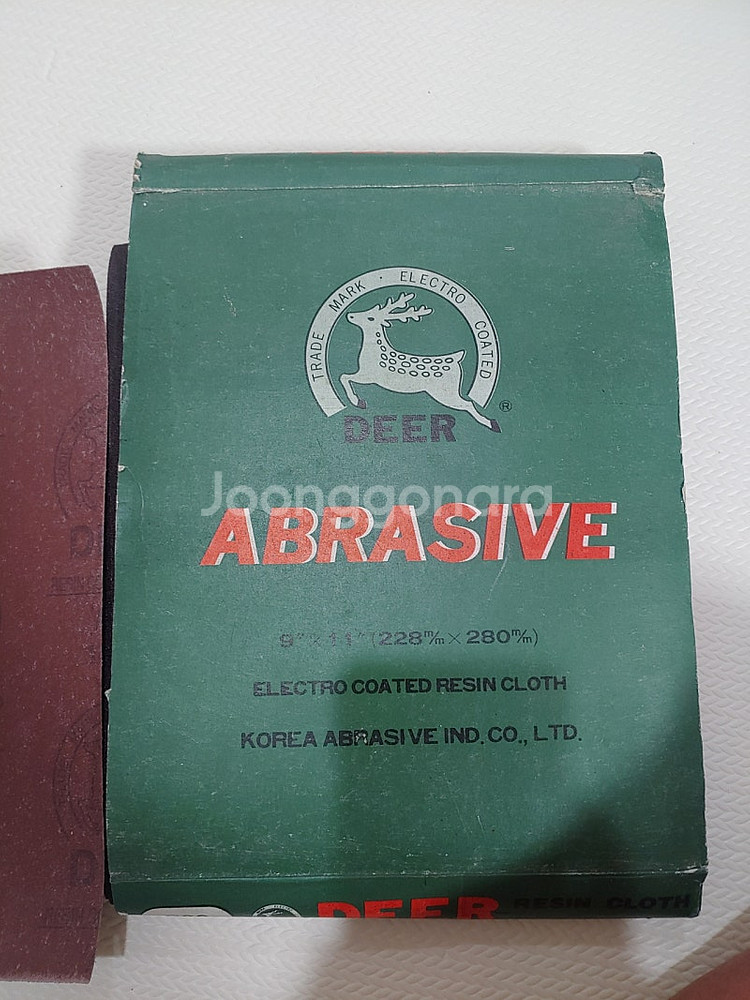 TRADE MARK · ELECTRO COATED
DEER ®
Joonggonara
ABRASIVE
9"×11" (228m/m×280m/m)
ELECTRO COATED RESIN CLOTH
KOREA ABRASIVE IND. CO., LTD.
DEER RESIN CLOTH